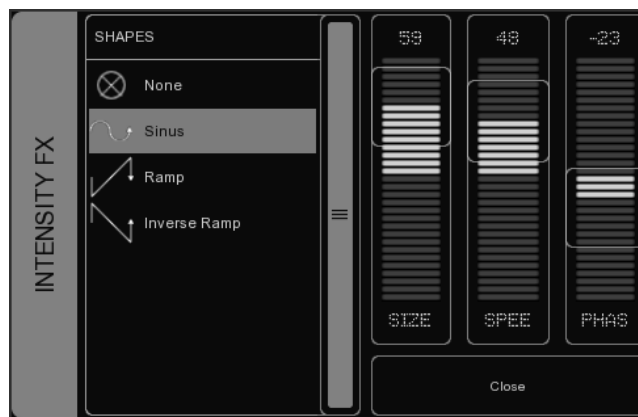 INTENSITY FX
SHAPES
None
Sinus
Ramp
Inverse Ramp
59 48 -23
SIZE SPEE PHAS
Close